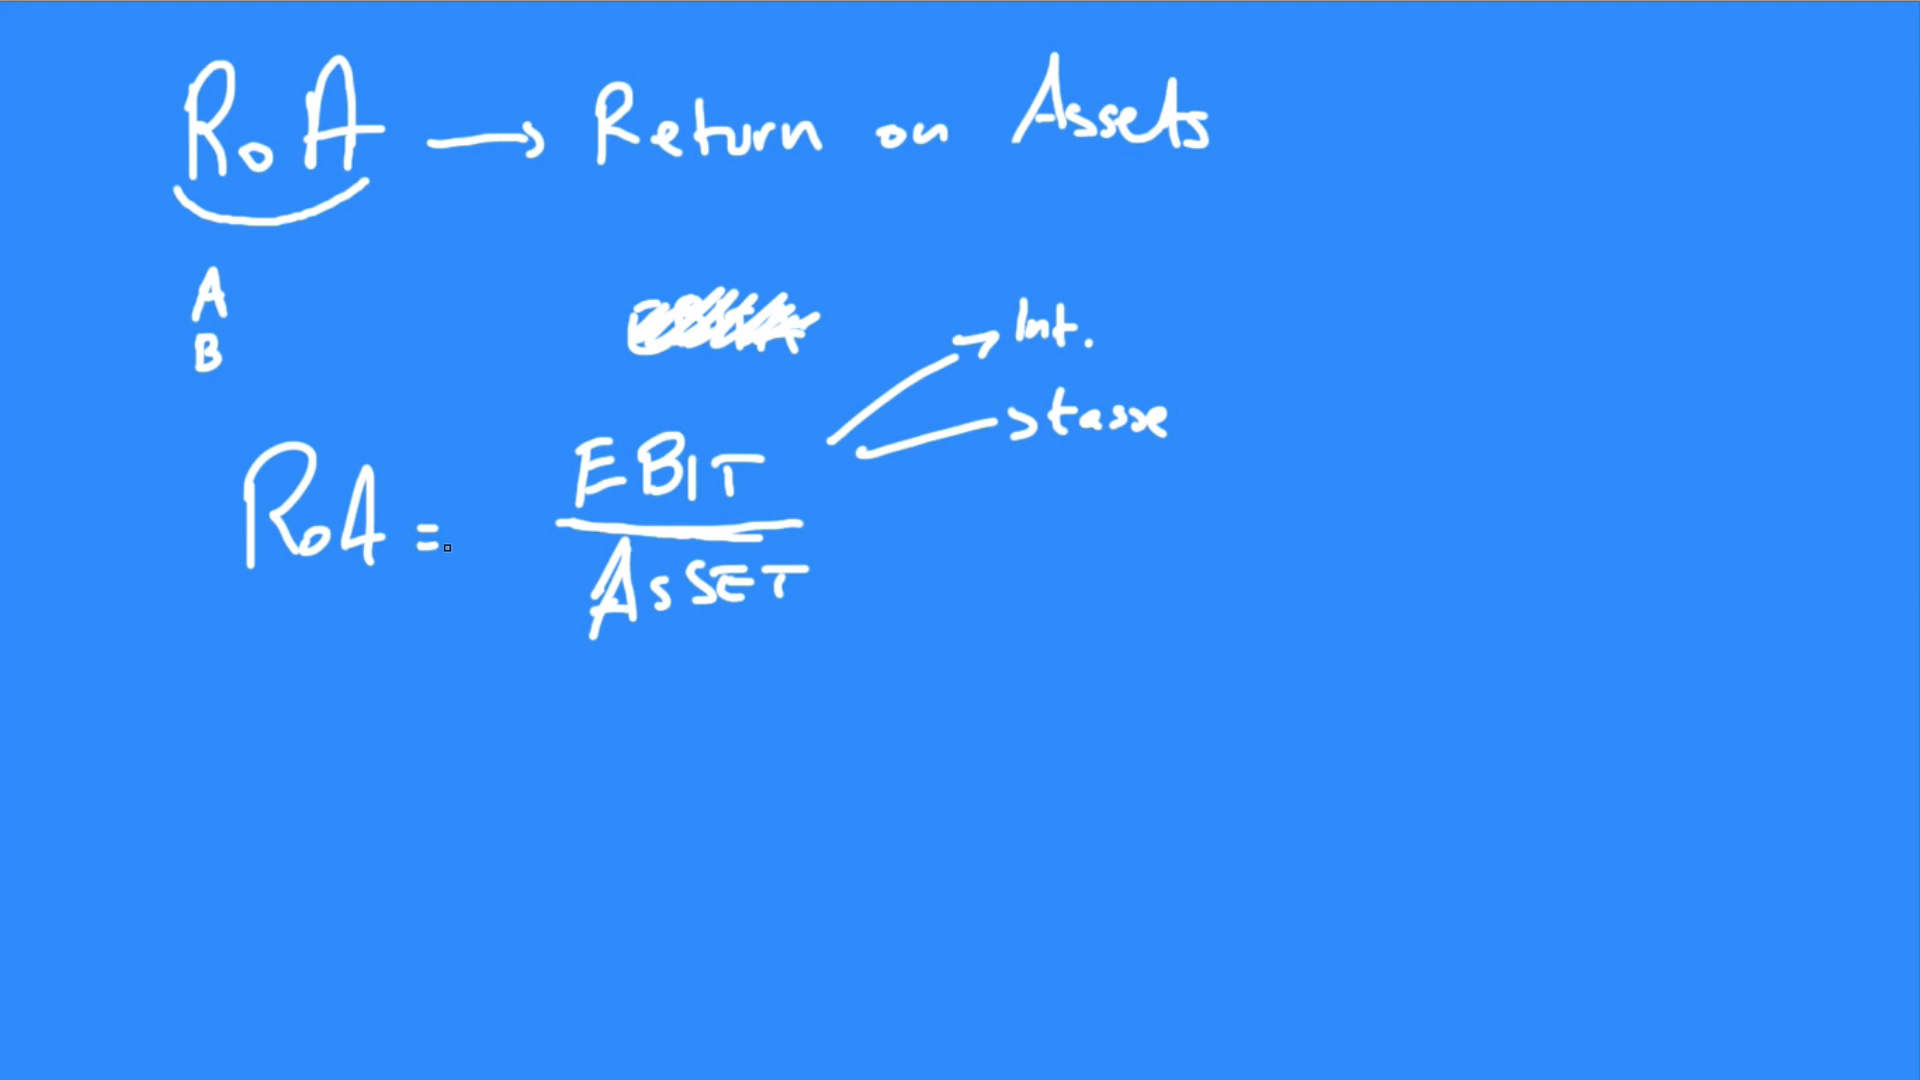 RoA → Return on Assets
A
B
→ Int.
→ tasse
EBIT
RoA =
ASSET